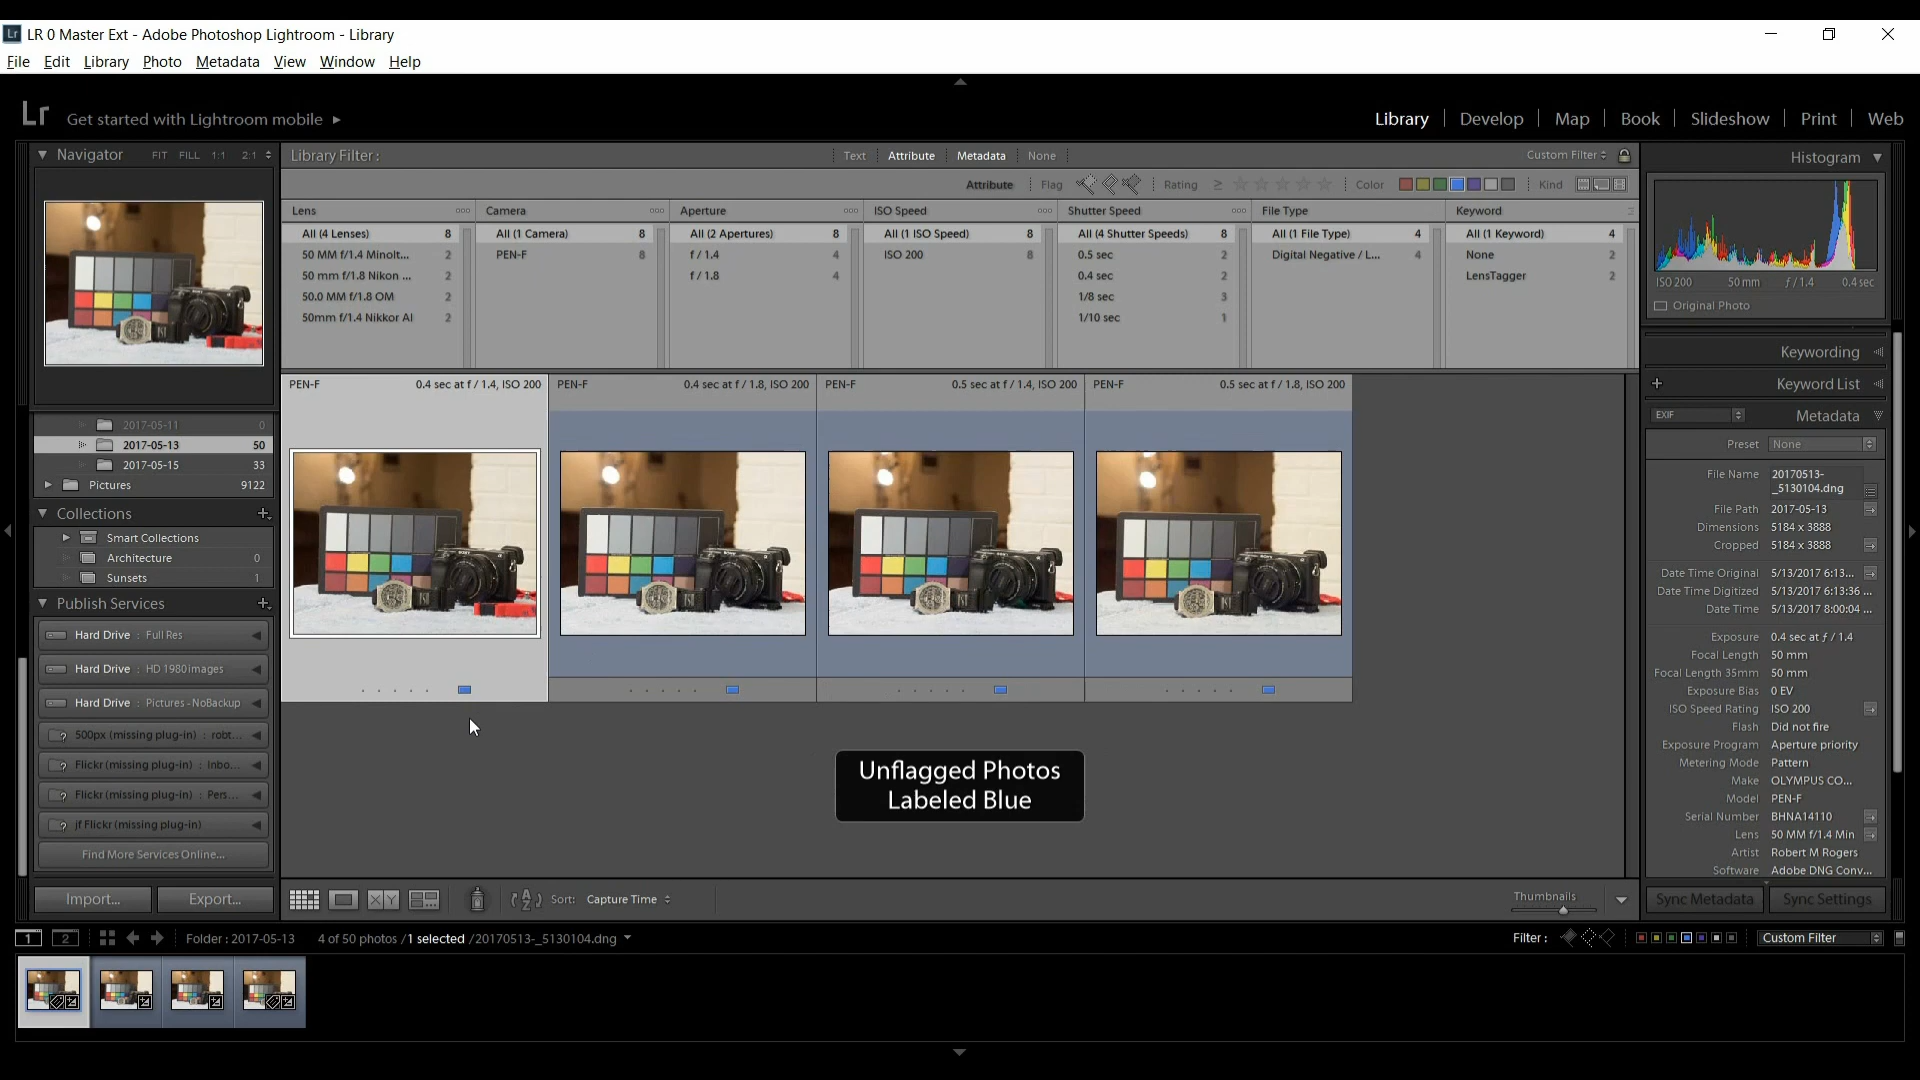 Lr LR 0 Master Ext - Adobe Photoshop Lightroom - Library
File Edit Library Photo Metadata View Window Help
Lr Get started with Lightroom mobile
Library Develop Map Book Slideshow Print Web
Navigator FIT FILL 1:1 2:1
2017-05-11 0
2017-05-13 50
2017-05-15 33
Pictures 9122
Collections
Smart Collections
Architecture 0
Sunsets 1
Publish Services
Hard Drive : Full Res
Hard Drive : HD 1980images
Hard Drive : Pictures -NoBackup
500px (missing plug-in) : robt...
Flickr (missing plug-in) : Inbo...
Flickr (missing plug-in) : Pers...
jf Flickr (missing plug-in)
Find More Services Online...
Import... Export...
Library Filter : Text Attribute Metadata None Custom Filter
Attribute Flag Rating ≥ Color Kind
Lens Camera Aperture ISO Speed Shutter Speed File Type Keyword
All (4 Lenses) 8 All (1 Camera) 8 All (2 Apertures) 8 All (1 ISO Speed) 8 All (4 Shutter Speeds) 8 All (1 File Type) 4 All (1 Keyword) 4
50 MM f/1.4 Minolt... 2 PEN-F 8 f / 1.4 4 ISO 200 8 0.5 sec 2 Digital Negative / L... 4 None 2
50 mm f/1.8 Nikon ... 2 f / 1.8 4 0.4 sec 2 LensTagger 2
50.0 MM f/1.8 OM 2 1/8 sec 3
50mm f/1.4 Nikkor AI 2 1/10 sec 1
PEN-F 0.4 sec at f / 1.4, ISO 200 PEN-F 0.4 sec at f / 1.8, ISO 200 PEN-F 0.5 sec at f / 1.4, ISO 200 PEN-F 0.5 sec at f / 1.8, ISO 200
Unflagged Photos
Labeled Blue
XY Sort: Capture Time Thumbnails
Histogram
ISO 200 50 mm f / 1.4 0.4 sec
Original Photo
Keywording
Keyword List
EXIF Metadata
Preset None
File Name 20170513-
_5130104.dng
File Path 2017-05-13
Dimensions 5184 x 3888
Cropped 5184 x 3888
Date Time Original 5/13/2017 6:13...
Date Time Digitized 5/13/2017 6:13:36 ...
Date Time 5/13/2017 8:00:04 ...
Exposure 0.4 sec at f / 1.4
Focal Length 50 mm
Focal Length 35mm 50 mm
Exposure Bias 0 EV
ISO Speed Rating ISO 200
Flash Did not fire
Exposure Program Aperture priority
Metering Mode Pattern
Make OLYMPUS CO...
Model PEN-F
Serial Number BHNA14110
Lens 50 MM f/1.4 Min
Artist Robert M Rogers
Software Adobe DNG Conv...
Sync Metadata Sync Settings
1 2 Folder : 2017-05-13 4 of 50 photos / 1 selected / 20170513-_5130104.dng Filter : Custom Filter